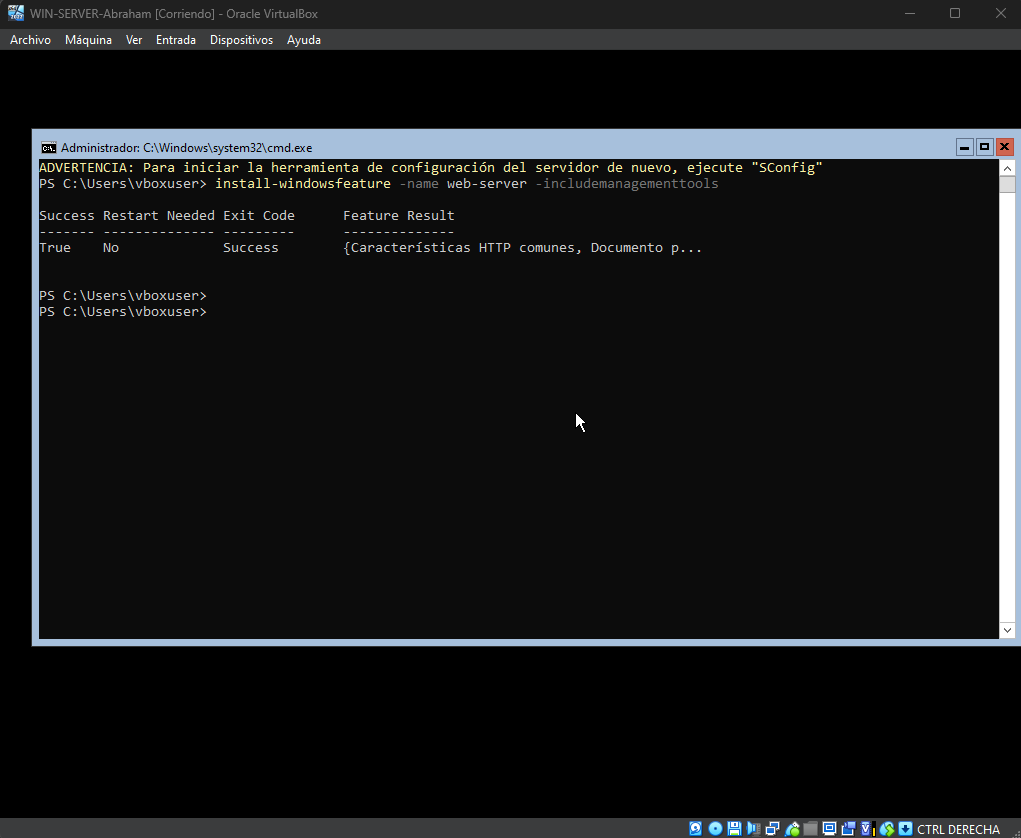 WIN-SERVER-Abraham [Corriendo] - Oracle VirtualBox
Archivo Máquina Ver Entrada Dispositivos Ayuda
Administrador: C:\Windows\system32\cmd.exe
ADVERTENCIA: Para iniciar la herramienta de configuración del servidor de nuevo, ejecute "SConfig"
PS C:\Users\vboxuser> install-windowsfeature -name web-server -includemanagementtools
Success Restart Needed Exit Code      Feature Result
------- -------------- ---------      --------------
True    No             Success        {Características HTTP comunes, Documento p...
PS C:\Users\vboxuser>
PS C:\Users\vboxuser>
CTRL DERECHA